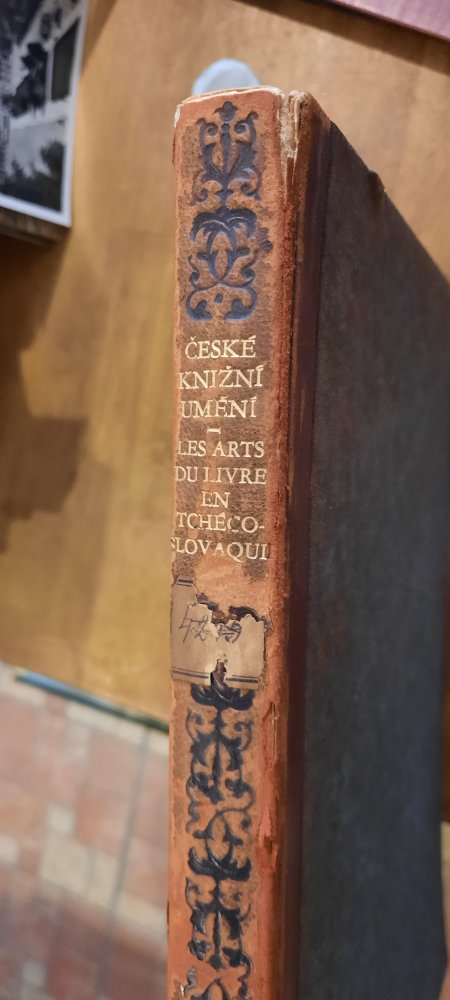 ČESKÉ
KNIŽNÍ
UMĚNÍ
—
LES ARTS
DU LIVRE
EN
TCHÉCO-
SLOVAQUI